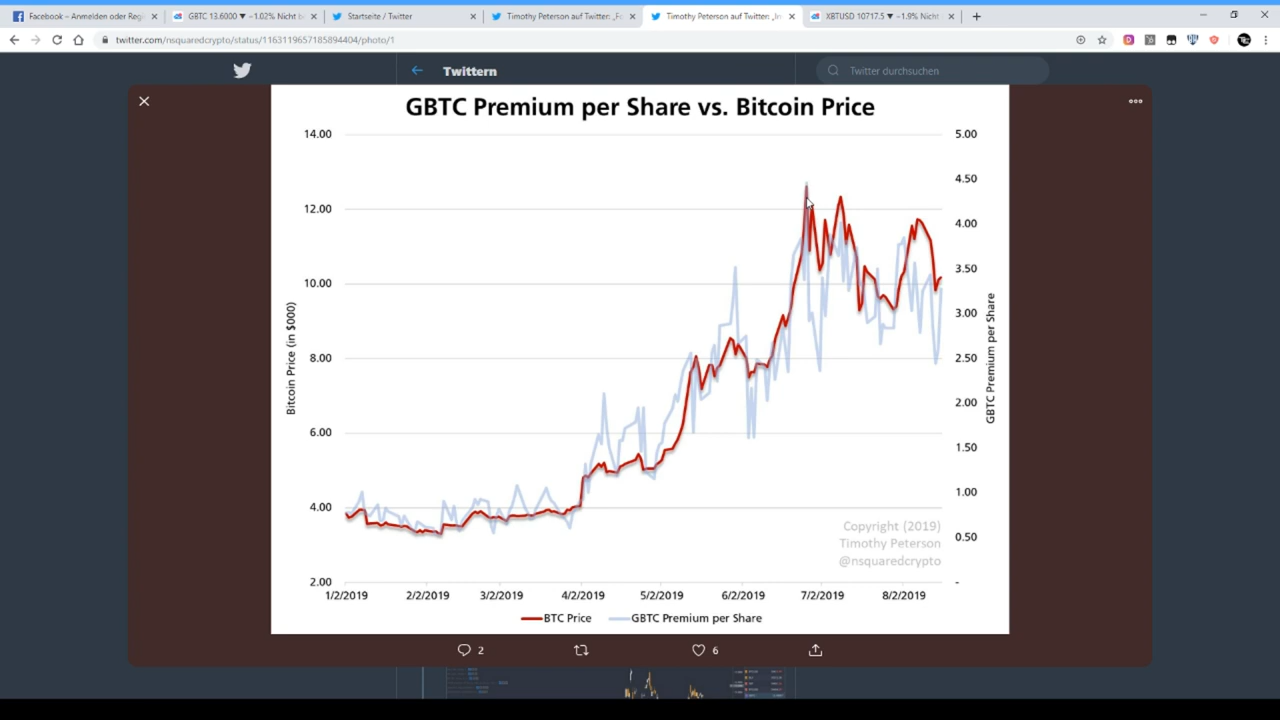 Facebook – Anmelden oder Reg
GBTC 13.6000 ▼ −1.02% Nicht b
Startseite / Twitter
Timothy Peterson auf Twitter: „Fo
Timothy Peterson auf Twitter: „In
XBTUSD 10717.5 ▼ −1.9% Nicht
twitter.com/nsquaredcrypto/status/1163119657185894404/photo/1
Twittern
Twitter durchsuchen
GBTC Premium per Share vs. Bitcoin Price
14.00
12.00
10.00
8.00
6.00
4.00
2.00
Bitcoin Price (in $000)
5.00
4.50
4.00
3.50
3.00
2.50
2.00
1.50
1.00
0.50
-
GBTC Premium per Share
Copyright (2019)
Timothy Peterson
@nsquaredcrypto
1/2/2019 2/2/2019 3/2/2019 4/2/2019 5/2/2019 6/2/2019 7/2/2019 8/2/2019
BTC Price GBTC Premium per Share
2 6